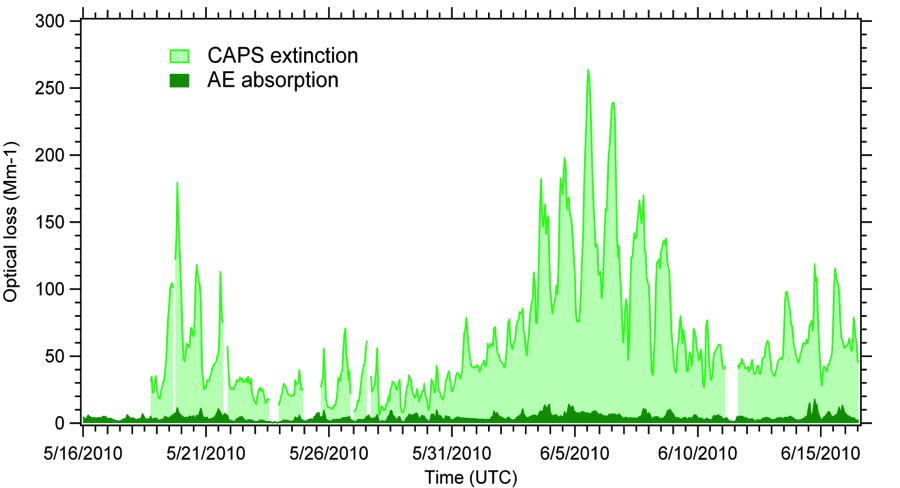 300
250
200
150
100
50
0
CAPS extinction
AE absorption
Optical loss (Mm-1)
5/16/2010 5/21/2010 5/26/2010 5/31/2010 6/5/2010 6/10/2010 6/15/2010
Time (UTC)